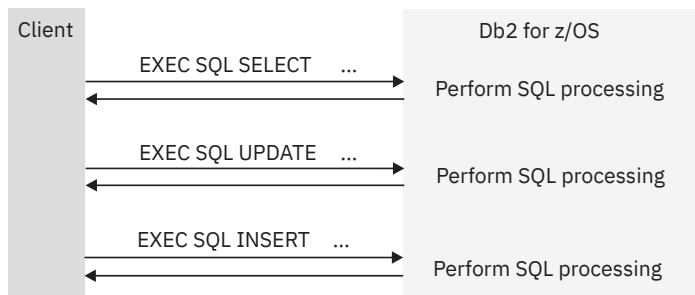 Client
Db2 for z/OS
EXEC SQL SELECT ...
Perform SQL processing
EXEC SQL UPDATE ...
Perform SQL processing
EXEC SQL INSERT ...
Perform SQL processing